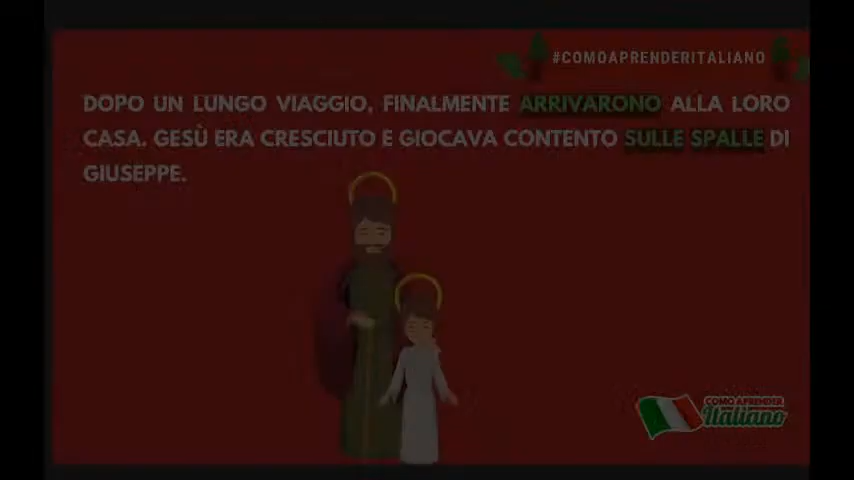 #COMOAPRENDERITALIANO
DOPO UN LUNGO VIAGGIO, FINALMENTE ARRIVARONO ALLA LORO
CASA. GESÙ ERA CRESCIUTO E GIOCAVA CONTENTO SULLE SPALLE DI
GIUSEPPE.
COMO APRENDER
Italiano